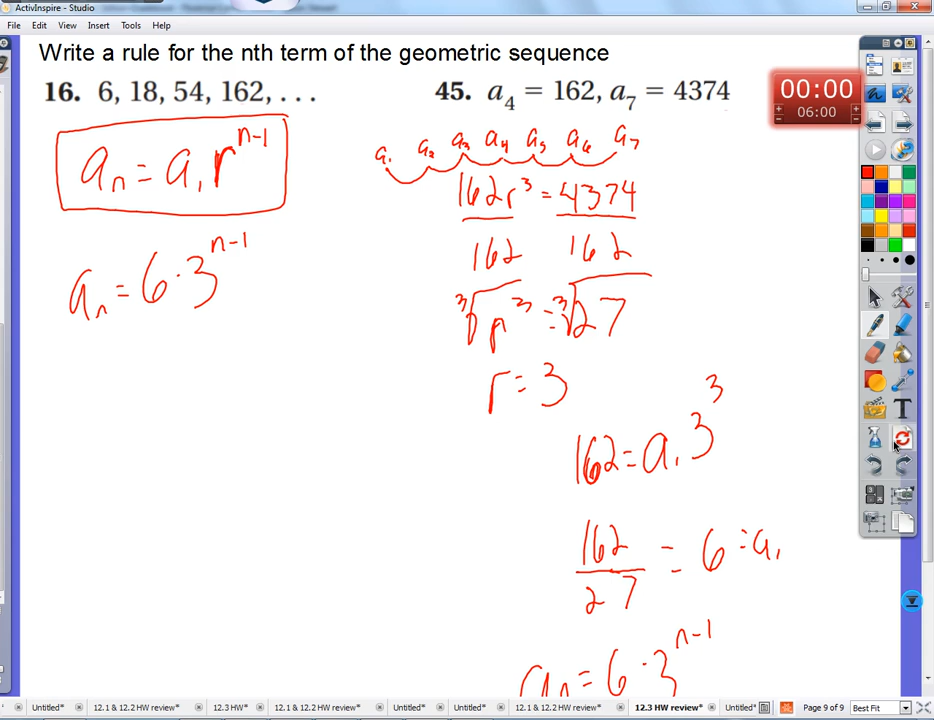 ActivInspire - Studio
File Edit View Insert Tools Help
Write a rule for the nth term of the geometric sequence
16. 6, 18, 54, 162, . . .
aₙ = a₁rⁿ⁻¹
aₙ = 6·3ⁿ⁻¹
45. a₄ = 162, a₇ = 4374
a₁ a₂ a₃ a₄ a₅ a₆ a₇
162r³ = 4374
162 162
³√r³ = ³√27
r = 3
162 = a₁3³
162/27 = 6 = a₁
aₙ = 6·3ⁿ⁻¹
00:00
06:00
T
Untitled* 12.1 & 12.2 HW review* 12.3 HW* Untitled* 12.1 & 12.2 HW review* Untitled* Untitled* 12.1 & 12.2 HW review* 12.3 HW review* Untitled Page 9 of 9 Best Fit